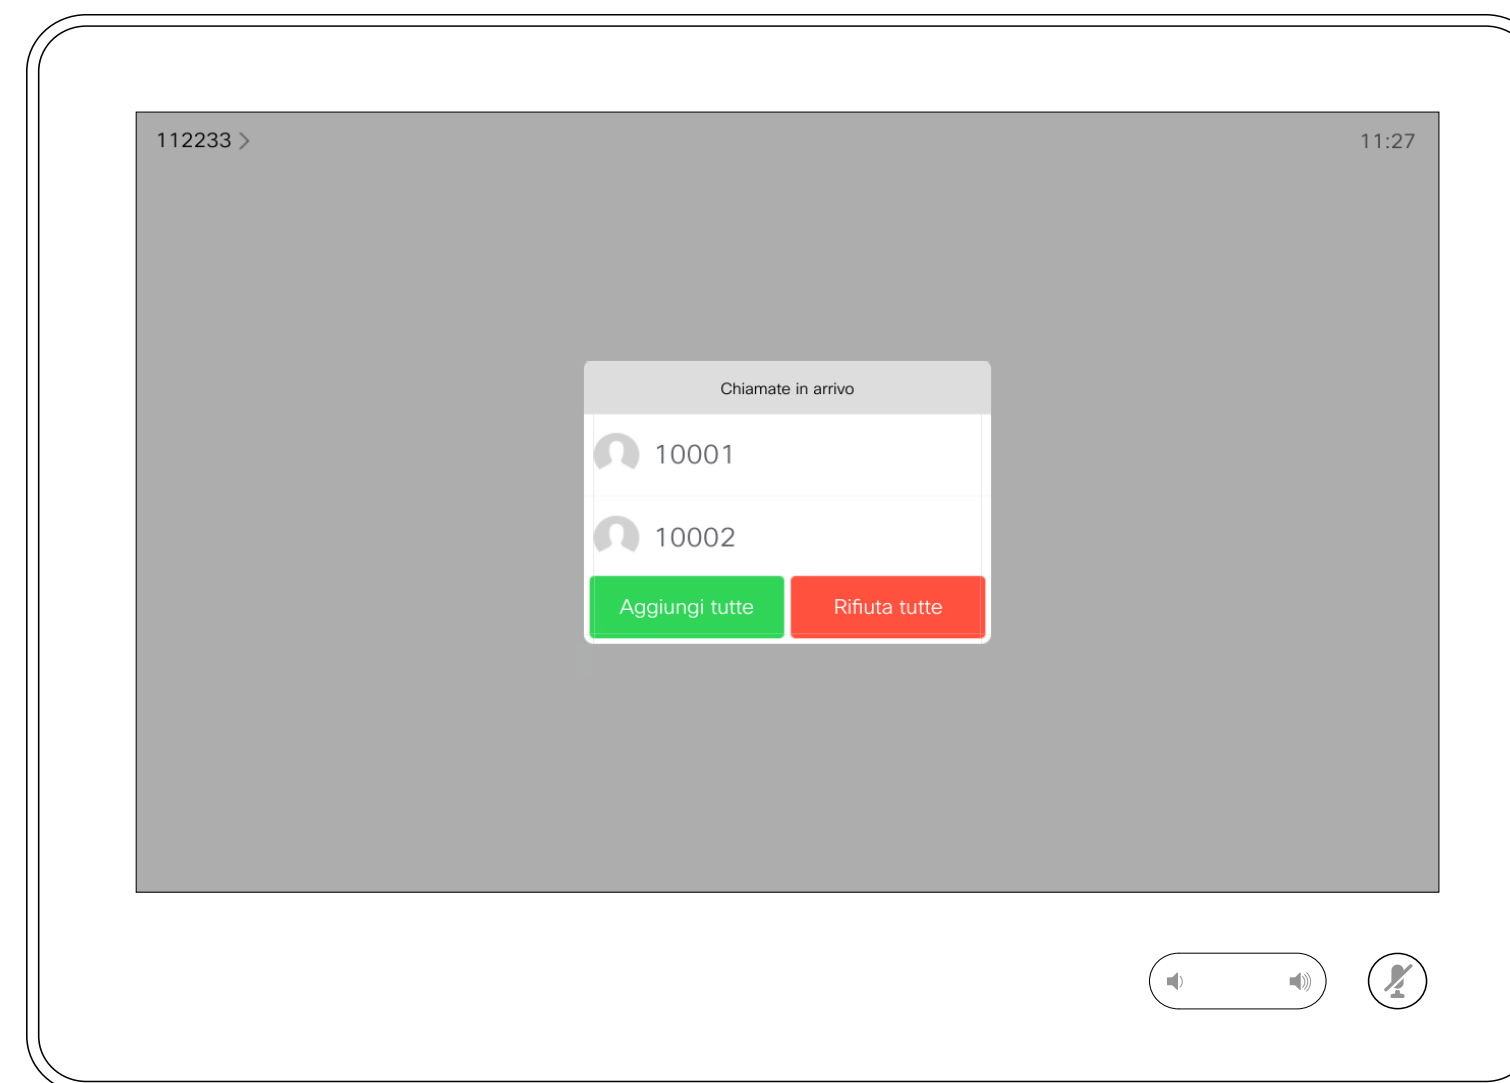 112233
11:27
Chiamate in arrivo
10001
10002
Aggiungi tutte
Rifiuta tutte